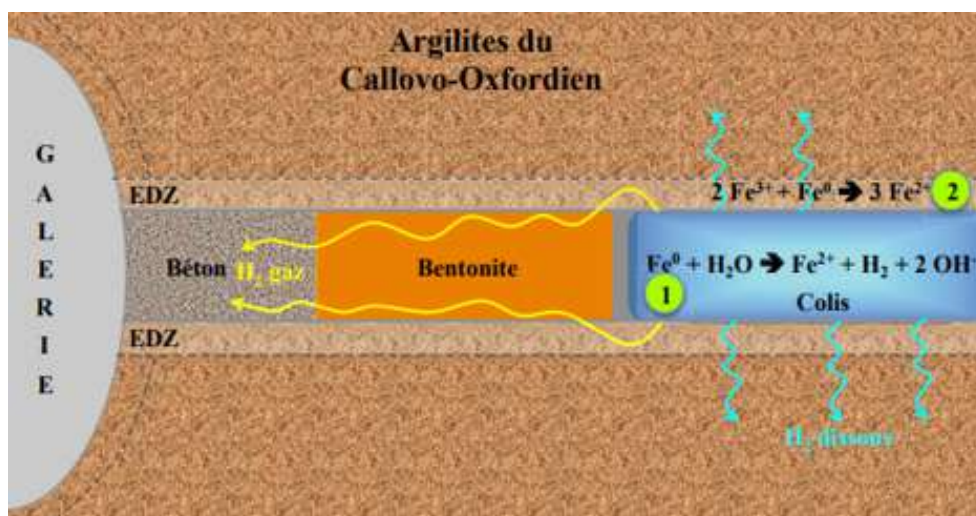 Argilites du
Callovo-Oxfordien
GALERIE
EDZ
2 Fe³⁺ + Fe⁰ ➔ 3 Fe²⁺ 2
Béton
H₂ gaz
Bentonite
Fe⁰ + H₂O ➔ Fe²⁺ + H₂ + 2 OH⁻
1
Colis
EDZ
H₂ dissous